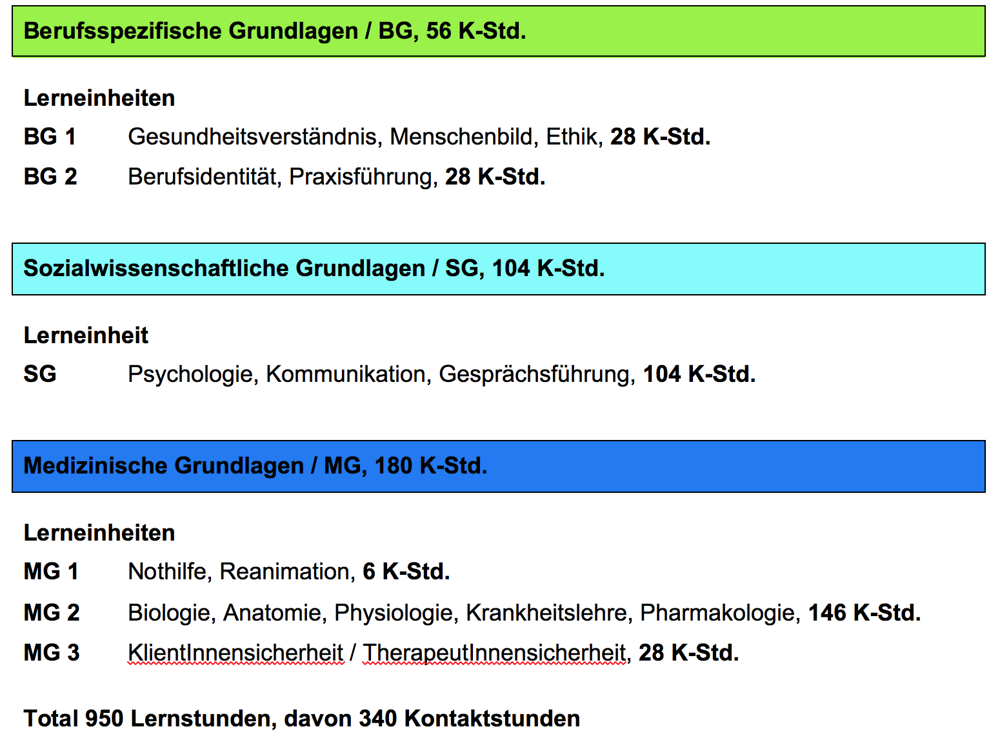 Berufsspezifische Grundlagen / BG, 56 K-Std.
Lerneinheiten
BG 1 Gesundheitsverständnis, Menschenbild, Ethik, 28 K-Std.
BG 2 Berufsidentität, Praxisführung, 28 K-Std.
Sozialwissenschaftliche Grundlagen / SG, 104 K-Std.
Lerneinheit
SG Psychologie, Kommunikation, Gesprächsführung, 104 K-Std.
Medizinische Grundlagen / MG, 180 K-Std.
Lerneinheiten
MG 1 Nothilfe, Reanimation, 6 K-Std.
MG 2 Biologie, Anatomie, Physiologie, Krankheitslehre, Pharmakologie, 146 K-Std.
MG 3 KlientInnensicherheit / TherapeutInnensicherheit, 28 K-Std.
Total 950 Lernstunden, davon 340 Kontaktstunden